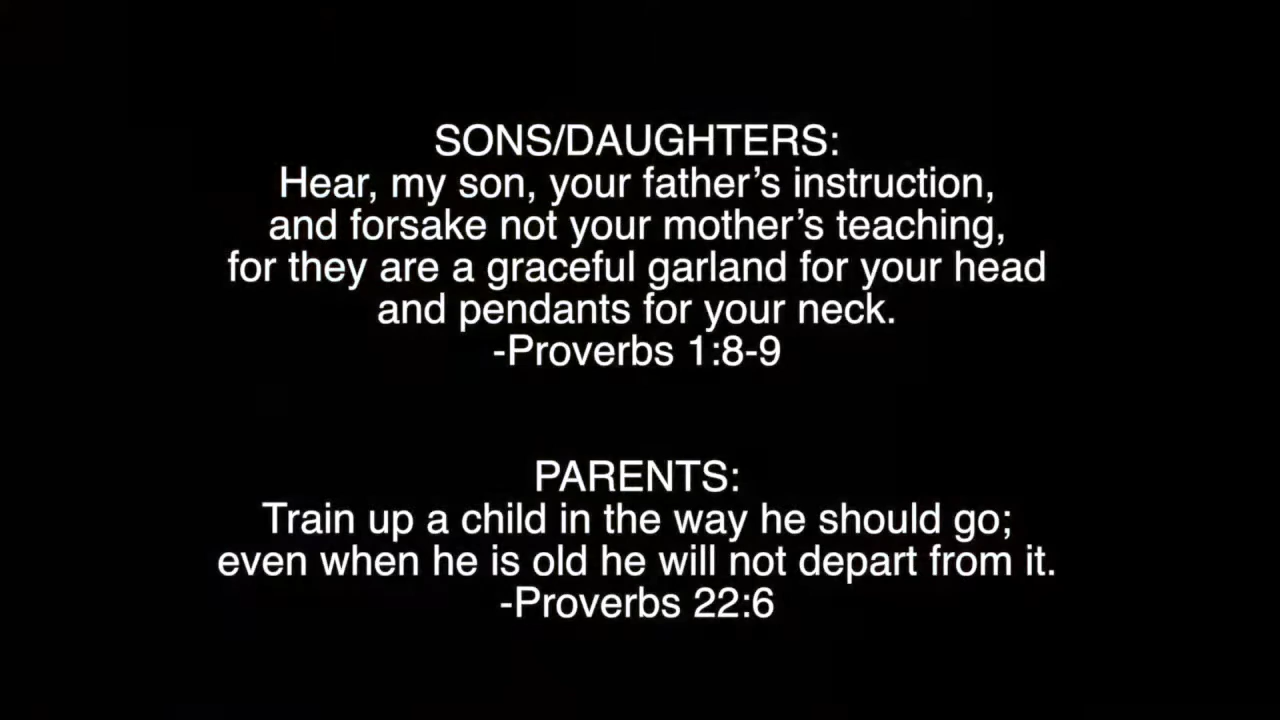 SONS/DAUGHTERS:
Hear, my son, your father’s instruction,
and forsake not your mother’s teaching,
for they are a graceful garland for your head
and pendants for your neck.
-Proverbs 1:8-9
PARENTS:
Train up a child in the way he should go;
even when he is old he will not depart from it.
-Proverbs 22:6